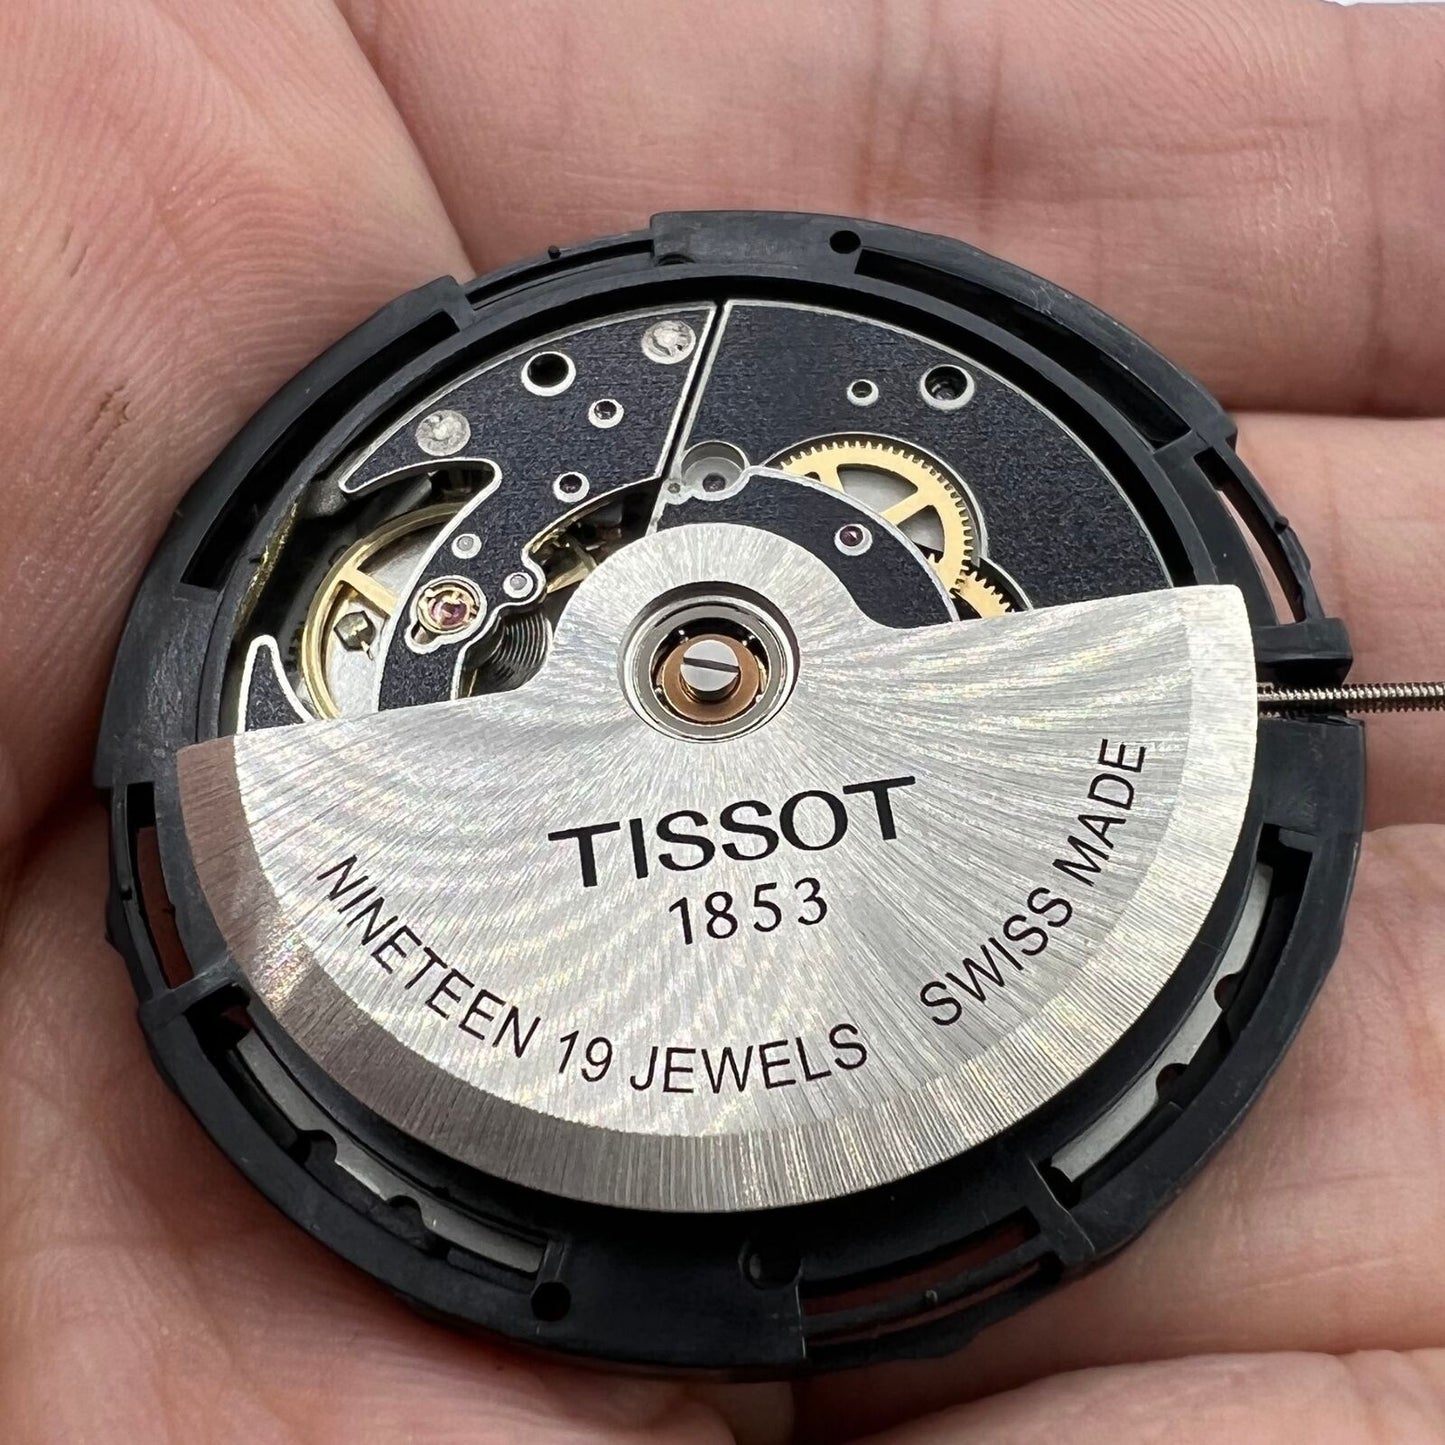 TISSOT
1853
NINETEEN 19 JEWELS SWISS MADE